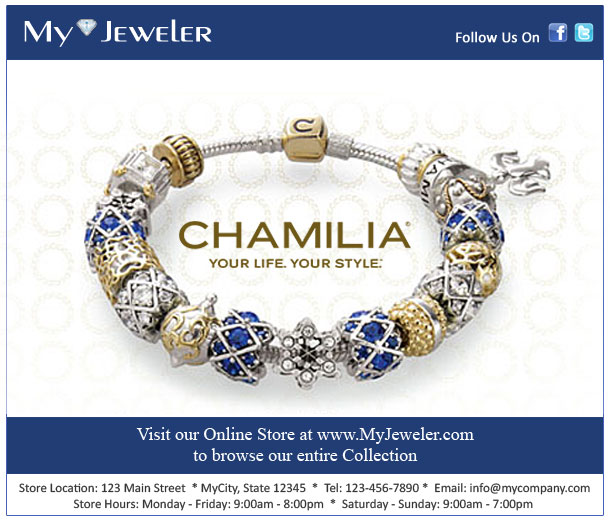 My Jeweler
Follow Us On
CHAMILIA®
YOUR LIFE. YOUR STYLE.™
Visit our Online Store at www.MyJeweler.com
to browse our entire Collection
Store Location: 123 Main Street * MyCity, State 12345 * Tel: 123-456-7890 * Email: info@mycompany.com
Store Hours: Monday - Friday: 9:00am - 8:00pm * Saturday - Sunday: 9:00am - 7:00pm